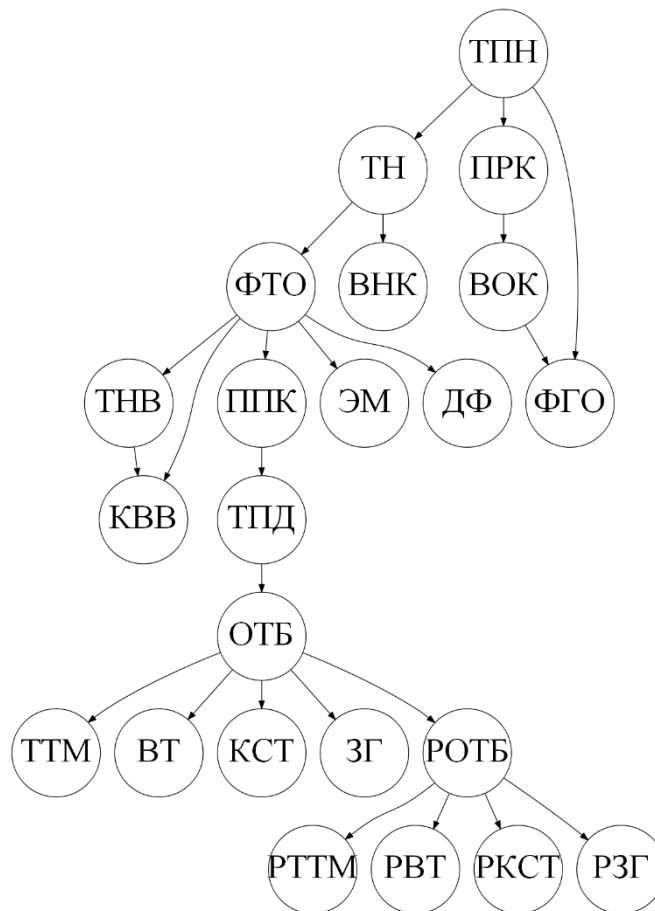 ТПН
ТН
ПРК
ФТО
ВНК
ВОК
ТНВ
ППК
ЭМ
ДФ
ФГО
КВВ
ТПД
ОТБ
ТТМ
ВТ
КСТ
ЗГ
РОТБ
РТТМ
РВТ
РКСТ
РЗГ